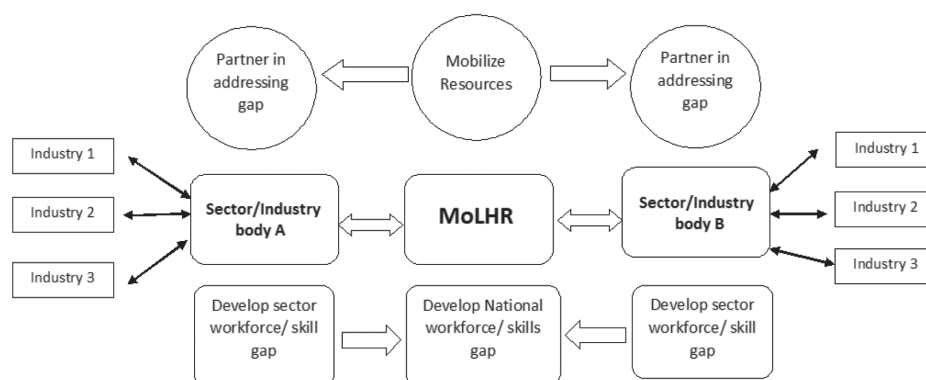 Partner in
addressing
gap
Mobilize
Resources
Partner in
addressing
gap
Industry 1
Industry 2
Industry 3
Sector/Industry
body A
MoLHR
Sector/Industry
body B
Industry 1
Industry 2
Industry 3
Develop sector
workforce/ skill
gap
Develop National
workforce/ skills
gap
Develop sector
workforce/ skill
gap